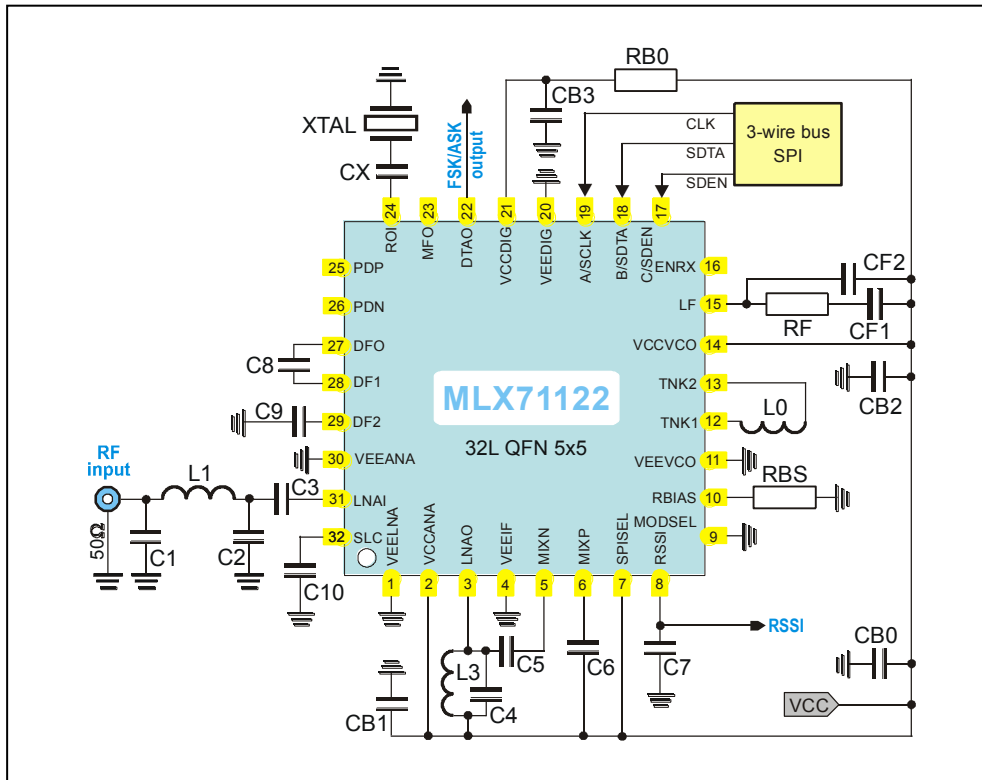 RB0
CB3
XTAL
CX
FSK/ASK
output
CLK
SDTA
SDEN
3-wire bus
SPI
24
23
22
21
20
19
18
17
ROI
MFO
DTAO
VCCDIG
VEEDIG
A/SCLK
B/SDTA
C/SDEN
25 PDP
26 PDN
27 DFO
28 DF1
29 DF2
30 VEEANA
31 LNAI
32 SLC
C8
C9
RF
input
50Ω
L1
C3
C1
C2
C10
MLX71122
32L QFN 5x5
ENRX 16
LF 15
VCCVCO 14
TNK2 13
TNK1 12
VEEVCO 11
RBIAS 10
MODSEL 9
CF2
RF
CF1
CB2
L0
RBS
VEELNA
VCCANA
LNAO
VEEIF
MIXN
MIXP
SPISEL
RSSI
1
2
3
4
5
6
7
8
RSSI
CB0
C5
C6
C7
L3
C4
CB1
VCC